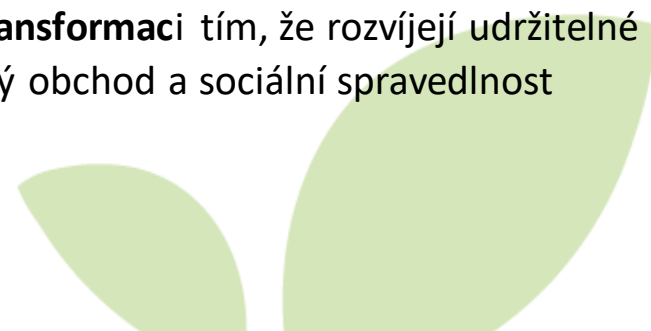 ansformaci tím, že rozvíjejí udržitelné
ý obchod a sociální spravedlnost